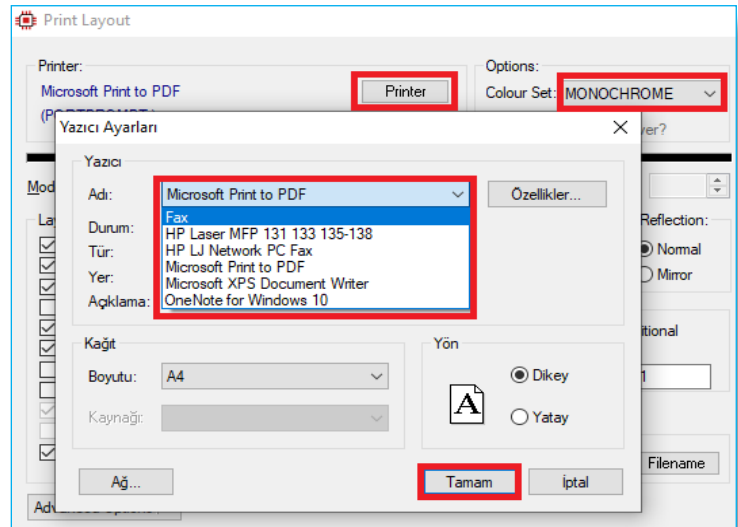 Print Layout
Printer:
Microsoft Print to PDF
Printer
Options:
Colour Set: MONOCHROME
Yazıcı Ayarları
Yazıcı
Adı: Microsoft Print to PDF
Özellikler...
Fax
HP Laser MFP 131 133 135-138
HP LJ Network PC Fax
Microsoft Print to PDF
Microsoft XPS Document Writer
OneNote for Windows 10
Durum:
Tür:
Yer:
Açıklama:
Reflection:
Normal
Mirror
Kağıt
Boyutu: A4
Kaynağı:
Yön
A
Dikey
Yatay
1
Filename
Ağ...
Tamam
İptal